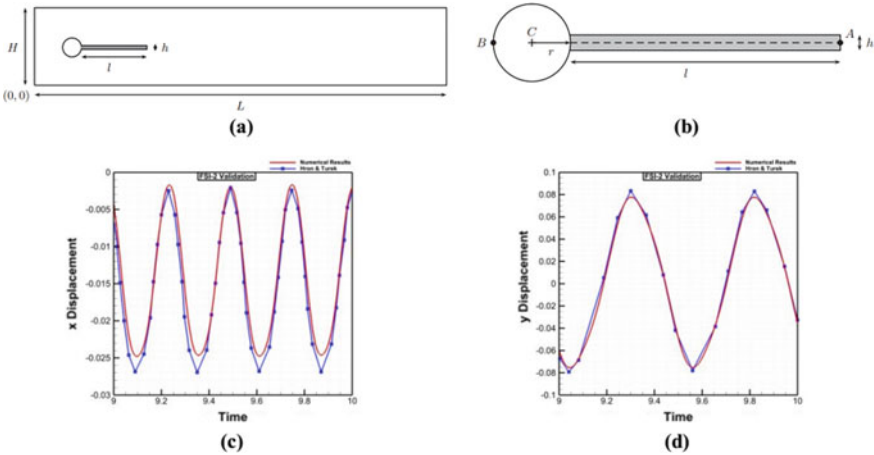 H
h
l
(0, 0)
L
(a)
B
C
r
A
h
l
(b)
Numerical Results
Hron & Turek
FSI-2 Validation
x Displacement
0
-0.005
-0.01
-0.015
-0.02
-0.025
-0.03
9
9.2
9.4
9.6
9.8
10
Time
(c)
Numerical Results
Hron & Turek
FSI-2 Validation
y Displacement
0.1
0.08
0.06
0.04
0.02
0
-0.02
-0.04
-0.06
-0.08
-0.1
9
9.2
9.4
9.6
9.8
10
Time
(d)